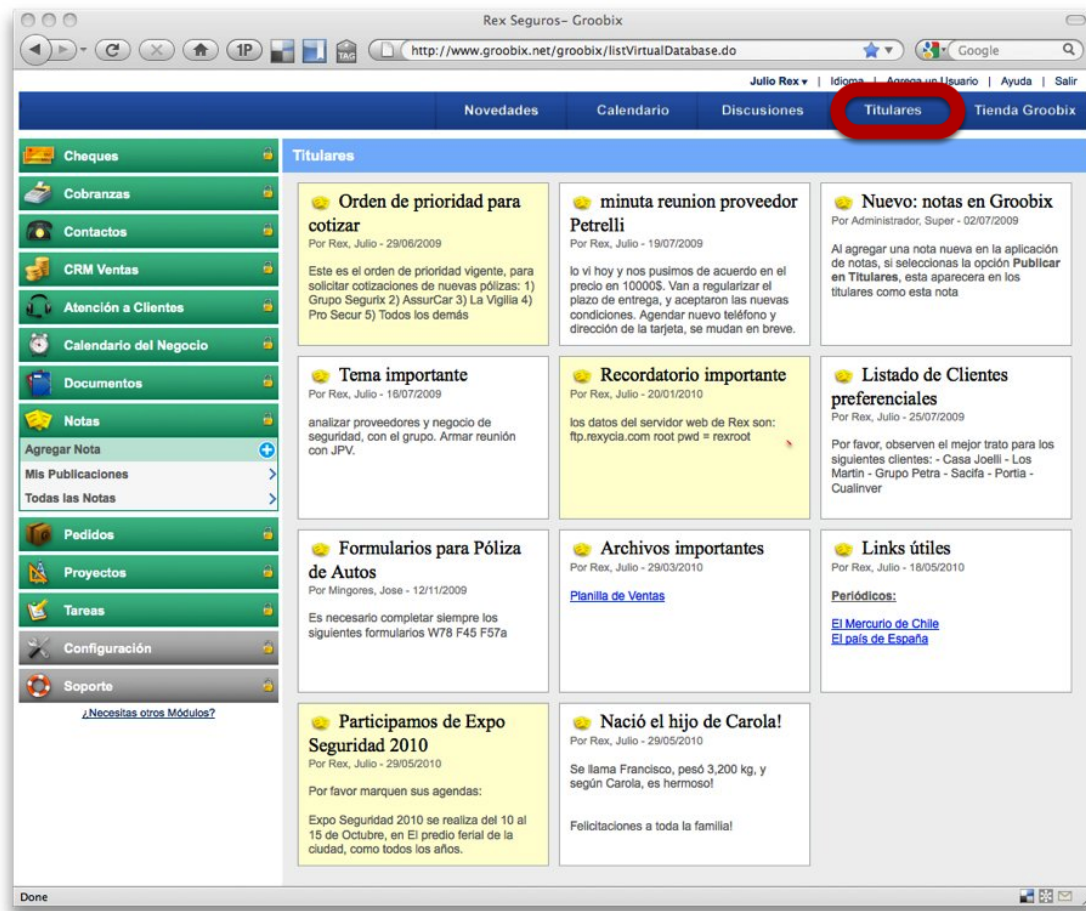 Rex Seguros– Groobix
1P
TAG
http://www.groobix.net/groobix/listVirtualDatabase.do
Google
Julio Rex ▾ | Idioma | Agrega un Usuario | Ayuda | Salir
Novedades
Calendario
Discusiones
Titulares
Tienda Groobix
Cheques
Cobranzas
Contactos
CRM Ventas
Atención a Clientes
Calendario del Negocio
Documentos
Notas
Agregar Nota
Mis Publicaciones
Todas las Notas
Pedidos
Proyectos
Tareas
Configuración
Soporte
¿Necesitas otros Módulos?
Titulares
Orden de prioridad para
cotizar
Por Rex, Julio - 29/06/2009
Este es el orden de prioridad vigente, para
solicitar cotizaciones de nuevas pólizas: 1)
Grupo Segurix 2) AssurCar 3) La Vigilia 4)
Pro Secur 5) Todos los demás
minuta reunion proveedor
Petrelli
Por Rex, Julio - 19/07/2009
lo vi hoy y nos pusimos de acuerdo en el
precio en 10000$. Van a regularizar el
plazo de entrega, y aceptaron las nuevas
condiciones. Agendar nuevo teléfono y
dirección de la tarjeta, se mudan en breve.
Nuevo: notas en Groobix
Por Administrador, Super - 02/07/2009
Al agregar una nota nueva en la aplicación
de notas, si seleccionas la opción Publicar
en Titulares, esta aparecera en los
titulares como esta nota
Tema importante
Por Rex, Julio - 16/07/2009
analizar proveedores y negocio de
seguridad, con el grupo. Armar reunión
con JPV.
Recordatorio importante
Por Rex, Julio - 20/01/2010
los datos del servidor web de Rex son:
ftp.rexycia.com root pwd = rexroot
Listado de Clientes
preferenciales
Por Rex, Julio - 25/07/2009
Por favor, observen el mejor trato para los
siguientes clientes: - Casa Joelli - Los
Martin - Grupo Petra - Sacifa - Portia -
Cualinver
Formularios para Póliza
de Autos
Por Mingores, Jose - 12/11/2009
Es necesario completar siempre los
siguientes formularios W78 F45 F57a
Archivos importantes
Por Rex, Julio - 29/03/2010
Planilla de Ventas
Links útiles
Por Rex, Julio - 18/05/2010
Periódicos:
El Mercurio de Chile
El país de España
Participamos de Expo
Seguridad 2010
Por Rex, Julio - 29/05/2010
Por favor marquen sus agendas:
Expo Seguridad 2010 se realiza del 10 al
15 de Octubre, en El predio ferial de la
ciudad, como todos los años.
Nació el hijo de Carola!
Por Rex, Julio - 29/05/2010
Se llama Francisco, pesó 3,200 kg, y
según Carola, es hermoso!
Felicitaciones a toda la familia!
Done